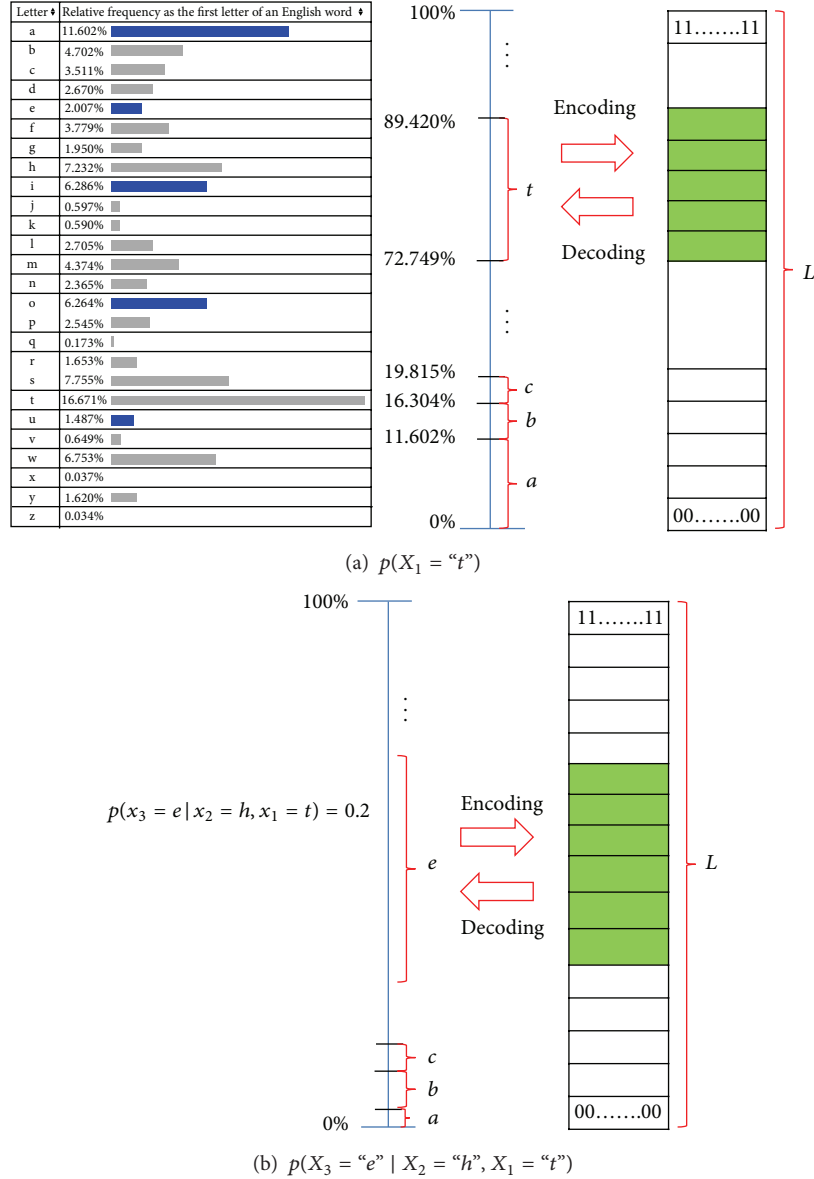 Letter Relative frequency as the first letter of an English word
a 11.602%
b 4.702%
c 3.511%
d 2.670%
e 2.007%
f 3.779%
g 1.950%
h 7.232%
i 6.286%
j 0.597%
k 0.590%
l 2.705%
m 4.374%
n 2.365%
o 6.264%
p 2.545%
q 0.173%
r 1.653%
s 7.755%
t 16.671%
u 1.487%
v 0.649%
w 6.753%
x 0.037%
y 1.620%
z 0.034%
100%
89.420%
t
72.749%
19.815%
c
16.304%
b
11.602%
a
0%
Encoding
Decoding
11.......11
L
00.......00
(a) p(X₁ = “t”)
100%
p(x₃ = e | x₂ = h, x₁ = t) = 0.2
e
c
b
a
0%
Encoding
Decoding
11.......11
L
00.......00
(b) p(X₃ = “e” | X₂ = “h”, X₁ = “t”)